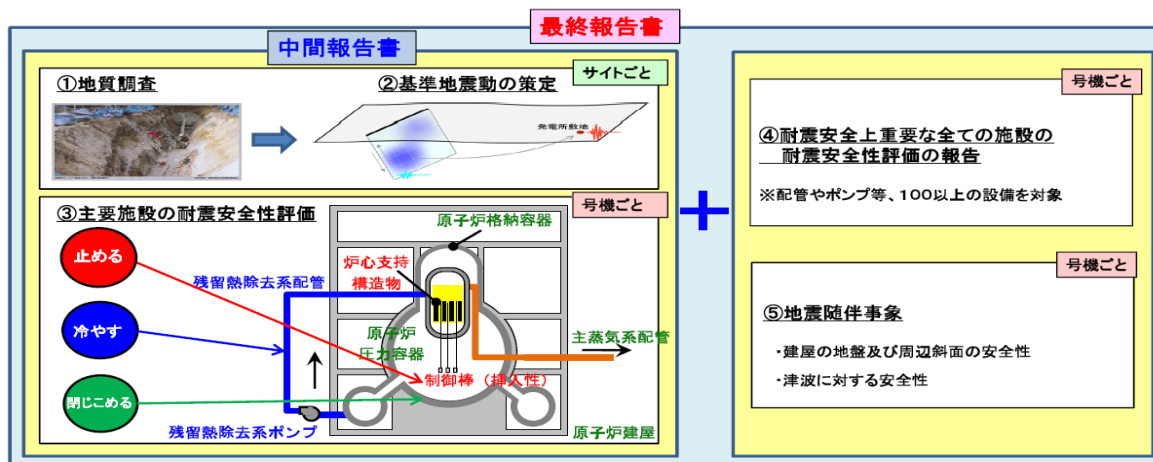 最終報告書
中間報告書
サイトごと
①地質調査
②基準地震動の策定
発電所敷地
号機ごと
③主要施設の耐震安全性評価
原子炉格納容器
止める
炉心支持
構造物
残留熱除去系配管
冷やす
原子炉
圧力容器
主蒸気系配管
制御棒（挿入性）
閉じこめる
残留熱除去系ポンプ
原子炉建屋
＋
号機ごと
④耐震安全上重要な全ての施設の
耐震安全性評価の報告
※配管やポンプ等、100以上の設備を対象
号機ごと
⑤地震随伴事象
・建屋の地盤及び周辺斜面の安全性
・津波に対する安全性